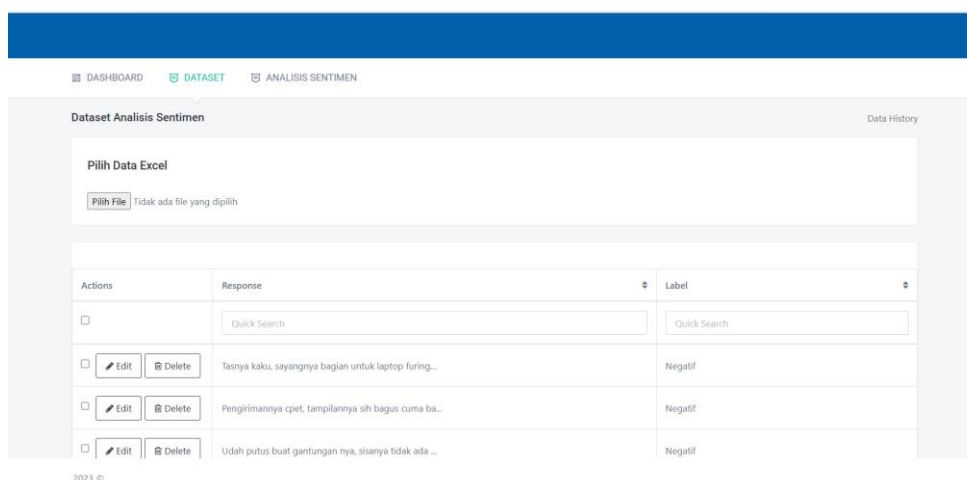 DASHBOARD DATASET ANALISIS SENTIMEN
Dataset Analisis Sentimen Data History
Pilih Data Excel
Pilih File Tidak ada file yang dipilih
Actions Response Label
Quick Search Quick Search
Edit Delete Tasnya kaku, sayangnya bagian untuk laptop furing... Negatif
Edit Delete Pengirimannya cpet, tampilannya sih bagus cuma ba... Negatif
Edit Delete Udah putus buat gantungan nya, sisanya tidak ada ... Negatif
2023 ©